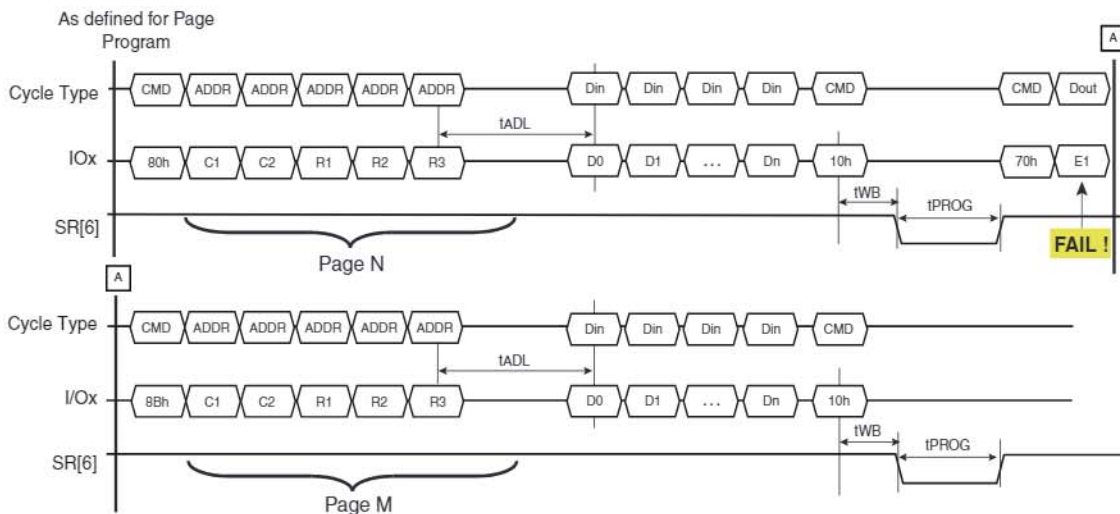 As defined for Page
Program
A
Cycle Type CMD ADDR ADDR ADDR ADDR ADDR Din Din Din Din CMD CMD Dout
tADL
IOx 80h C1 C2 R1 R2 R3 D0 D1 ... Dn 10h 70h E1
tWB tPROG
SR[6]
FAIL !
Page N
A
Cycle Type CMD ADDR ADDR ADDR ADDR ADDR Din Din Din Din CMD
tADL
I/Ox 8Bh C1 C2 R1 R2 R3 D0 D1 ... Dn 10h
tWB tPROG
SR[6]
Page M